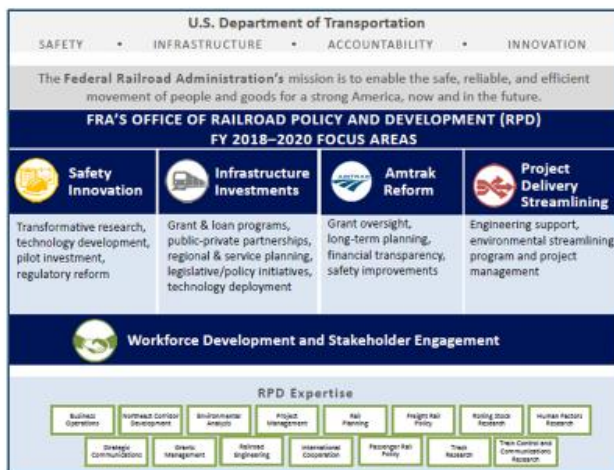 U.S. Department of Transportation
SAFETY • INFRASTRUCTURE • ACCOUNTABILITY • INNOVATION
The Federal Railroad Administration's mission is to enable the safe, reliable, and efficient
movement of people and goods for a strong America, now and in the future.
FRA'S OFFICE OF RAILROAD POLICY AND DEVELOPMENT (RPD)
FY 2018–2020 FOCUS AREAS
Safety
Innovation
Transformative research,
technology development,
pilot investment,
regulatory reform
Infrastructure
Investments
Grant & loan programs,
public-private partnerships,
regional & service planning,
legislative/policy initiatives,
technology deployment
AMTRAK
Amtrak
Reform
Grant oversight,
long-term planning,
financial transparency,
safety improvements
Project
Delivery
Streamlining
Engineering support,
environmental streamlining,
program and project
management
Workforce Development and Stakeholder Engagement
RPD Expertise
Business
Operations
Northeast Corridor
Development
Environmental
Analysis
Project
Management
Rail
Planning
Freight Rail
Policy
Rolling Stock
Research
Human Factors
Research
Strategic
Communications
Grants
Management
Railroad
Engineering
International
Cooperation
Passenger Rail
Policy
Track
Research
Train Control and
Communications
Research